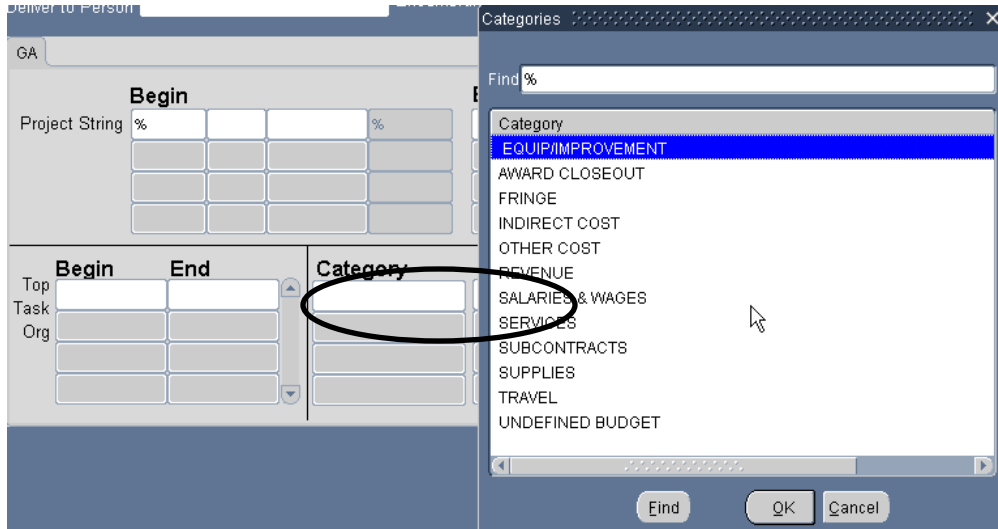 Deliver to Person
GA
Begin
Project String % %
Begin End
Category
Top
Task
Org
Categories
Find %
Category
EQUIP/IMPROVEMENT
AWARD CLOSEOUT
FRINGE
INDIRECT COST
OTHER COST
REVENUE
SALARIES & WAGES
SERVICES
SUBCONTRACTS
SUPPLIES
TRAVEL
UNDEFINED BUDGET
Find OK Cancel